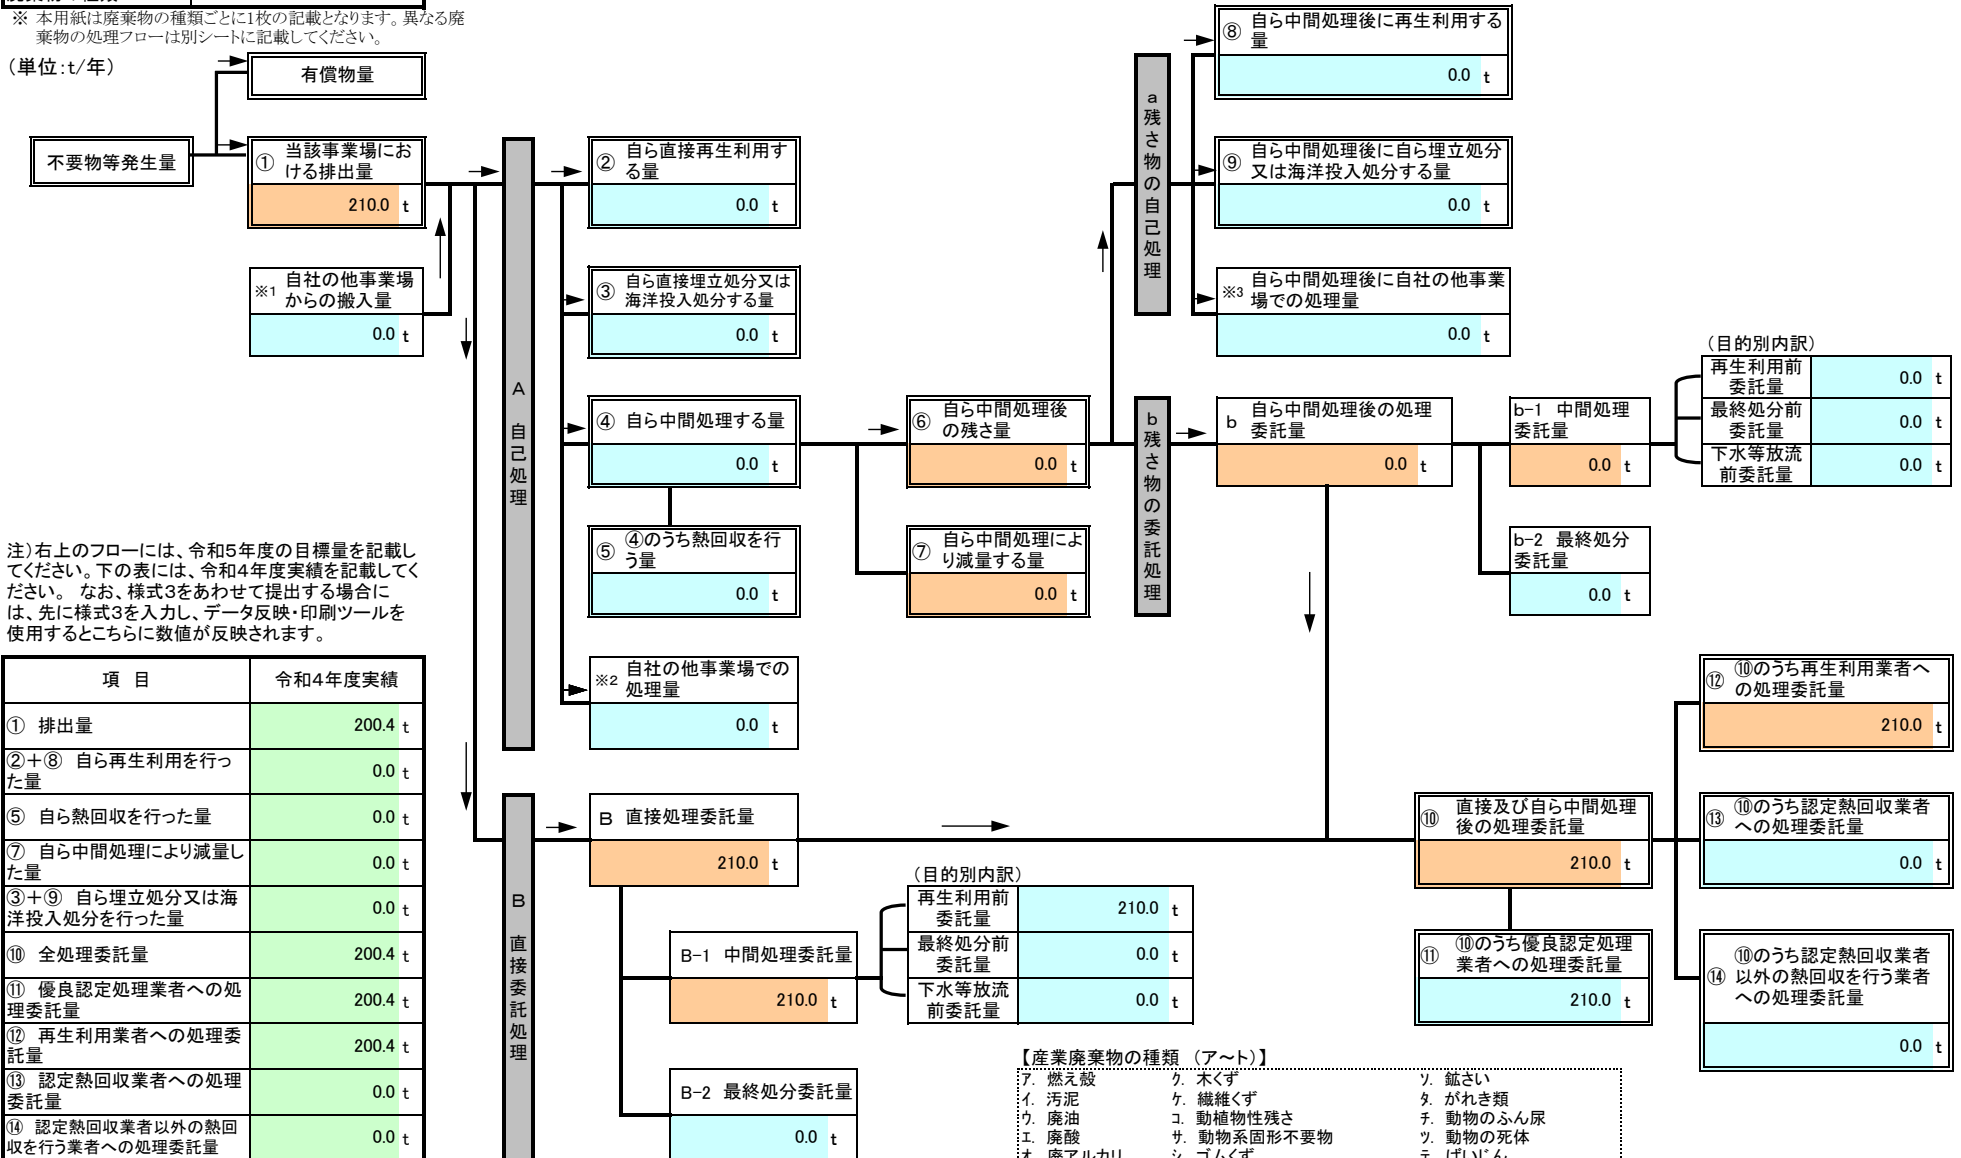 ※ 本用紙は廃棄物の種類ごとに1枚の記載となります。異なる廃
棄物の処理フローは別シートに記載してください。
（単位：t/年）
有償物量
不要物等発生量
① 当該事業場にお
ける排出量
210.0 t
※1 自社の他事業場
からの搬入量
0.0 t
A 自己処理
② 自ら直接再生利用す
る量
0.0 t
③ 自ら直接埋立処分又は
海洋投入処分する量
0.0 t
④ 自ら中間処理する量
0.0 t
⑤ ④のうち熱回収を行
う量
0.0 t
※2 自社の他事業場での
処理量
0.0 t
⑥ 自ら中間処理後
の残さ量
0.0 t
⑦ 自ら中間処理によ
り減量する量
0.0 t
a残さ物の自己処理
⑧ 自ら中間処理後に再生利用する
量
0.0 t
⑨ 自ら中間処理後に自ら埋立処分
又は海洋投入処分する量
0.0 t
※3 自ら中間処理後に自社の他事業
場での処理量
0.0 t
b残さ物の委託処理
b 自ら中間処理後の処理
委託量
0.0 t
b-1 中間処理
委託量
0.0 t
b-2 最終処分
委託量
0.0 t
（目的別内訳）
再生利用前
委託量
0.0 t
最終処分前
委託量
0.0 t
下水等放流
前委託量
0.0 t
注）右上のフローには、令和5年度の目標量を記載し
てください。下の表には、令和4年度実績を記載してく
ださい。 なお、様式3をあわせて提出する場合に
は、先に様式3を入力し、データ反映・印刷ツールを
使用するとこちらに数値が反映されます。
項 目 令和4年度実績
① 排出量 200.4 t
②＋⑧ 自ら再生利用を行っ
た量 0.0 t
⑤ 自ら熱回収を行った量 0.0 t
⑦ 自ら中間処理により減量し
た量 0.0 t
③＋⑨ 自ら埋立処分又は海
洋投入処分を行った量 0.0 t
⑩ 全処理委託量 200.4 t
⑪ 優良認定処理業者への処
理委託量 200.4 t
⑫ 再生利用業者への処理委
託量 200.4 t
⑬ 認定熱回収業者への処理
委託量 0.0 t
⑭ 認定熱回収業者以外の熱回
収を行う業者への処理委託量 0.0 t
B 直接委託処理
B 直接処理委託量
210.0 t
B-1 中間処理委託量
210.0 t
B-2 最終処分委託量
0.0 t
（目的別内訳）
再生利用前
委託量
210.0 t
最終処分前
委託量
0.0 t
下水等放流
前委託量
0.0 t
⑩ 直接及び自ら中間処理
後の処理委託量
210.0 t
⑪ ⑩のうち優良認定処理
業者への処理委託量
210.0 t
⑫ ⑩のうち再生利用業者へ
の処理委託量
210.0 t
⑬ ⑩のうち認定熱回収業者
への処理委託量
0.0 t
⑭ ⑩のうち認定熱回収業者
以外の熱回収を行う業者
への処理委託量
0.0 t
【産業廃棄物の種類 （ア～ト）】
ア. 燃え殻 ク. 木くず ソ. 鉱さい
イ. 汚泥 ケ. 繊維くず タ. がれき類
ウ. 廃油 コ. 動植物性残さ チ. 動物のふん尿
エ. 廃酸 サ. 動物系固形不要物 ツ. 動物の死体
オ. 廃アルカリ シ. ゴムくず テ. ばいじん